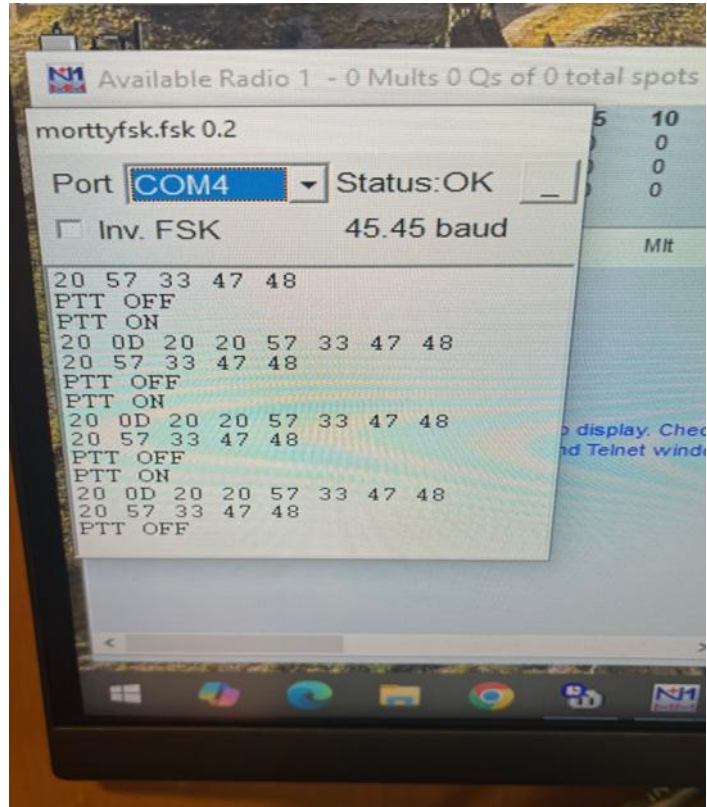 Available Radio 1 - 0 Mults 0 Qs of 0 total spots
morttyfsk.fsk 0.2
5 10
0
0
0
Port COM4 Status:OK _
Inv. FSK 45.45 baud
Mlt
20 57 33 47 48
PTT OFF
PTT ON
20 0D 20 20 57 33 47 48
20 57 33 47 48
PTT OFF
PTT ON
20 0D 20 20 57 33 47 48
20 57 33 47 48
PTT OFF
PTT ON
20 0D 20 20 57 33 47 48
20 57 33 47 48
PTT OFF
display. Chec
nd Telnet wind